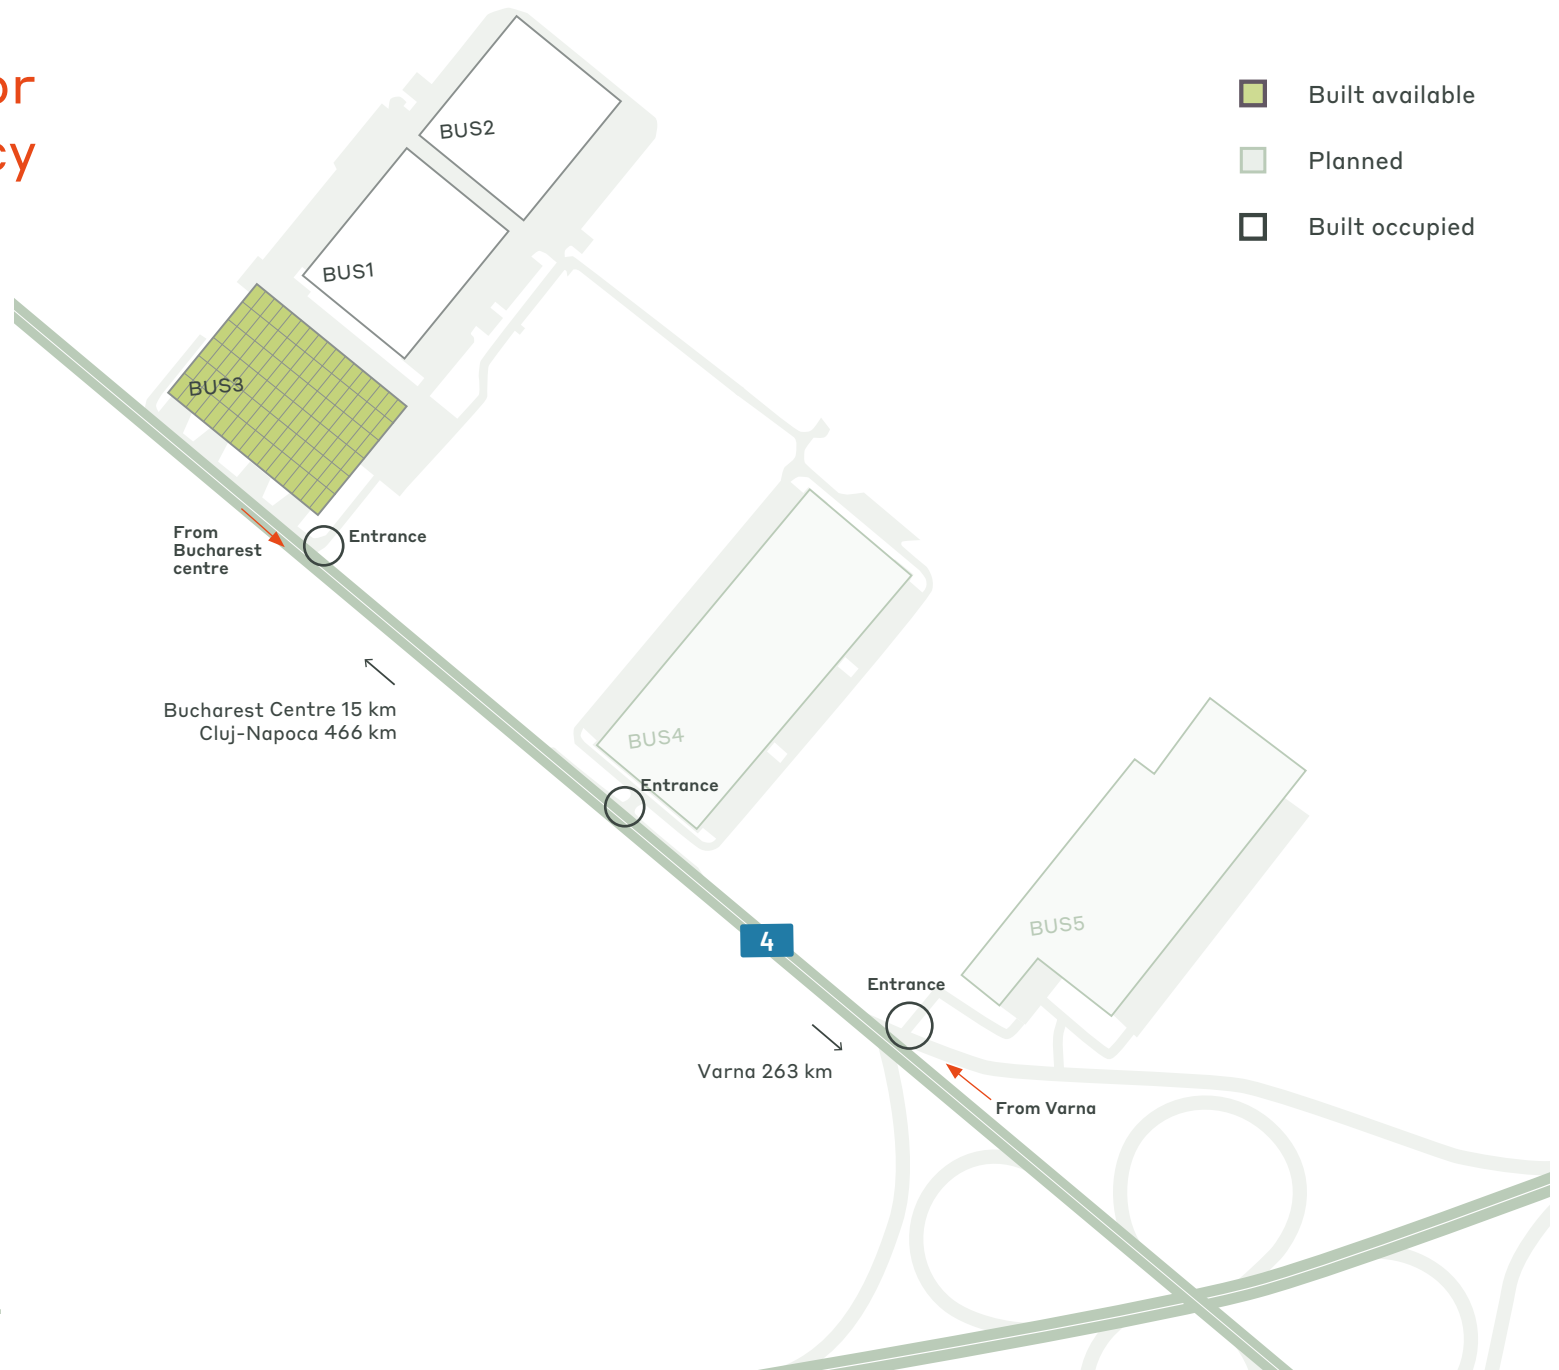 or
cy
Built available
Planned
Built occupied
BUS2
BUS1
BUS3
From
Bucharest
centre
Entrance
Bucharest Centre 15 km
Cluj-Napoca 466 km
BUS4
Entrance
BUS5
4
Entrance
Varna 263 km
From Varna